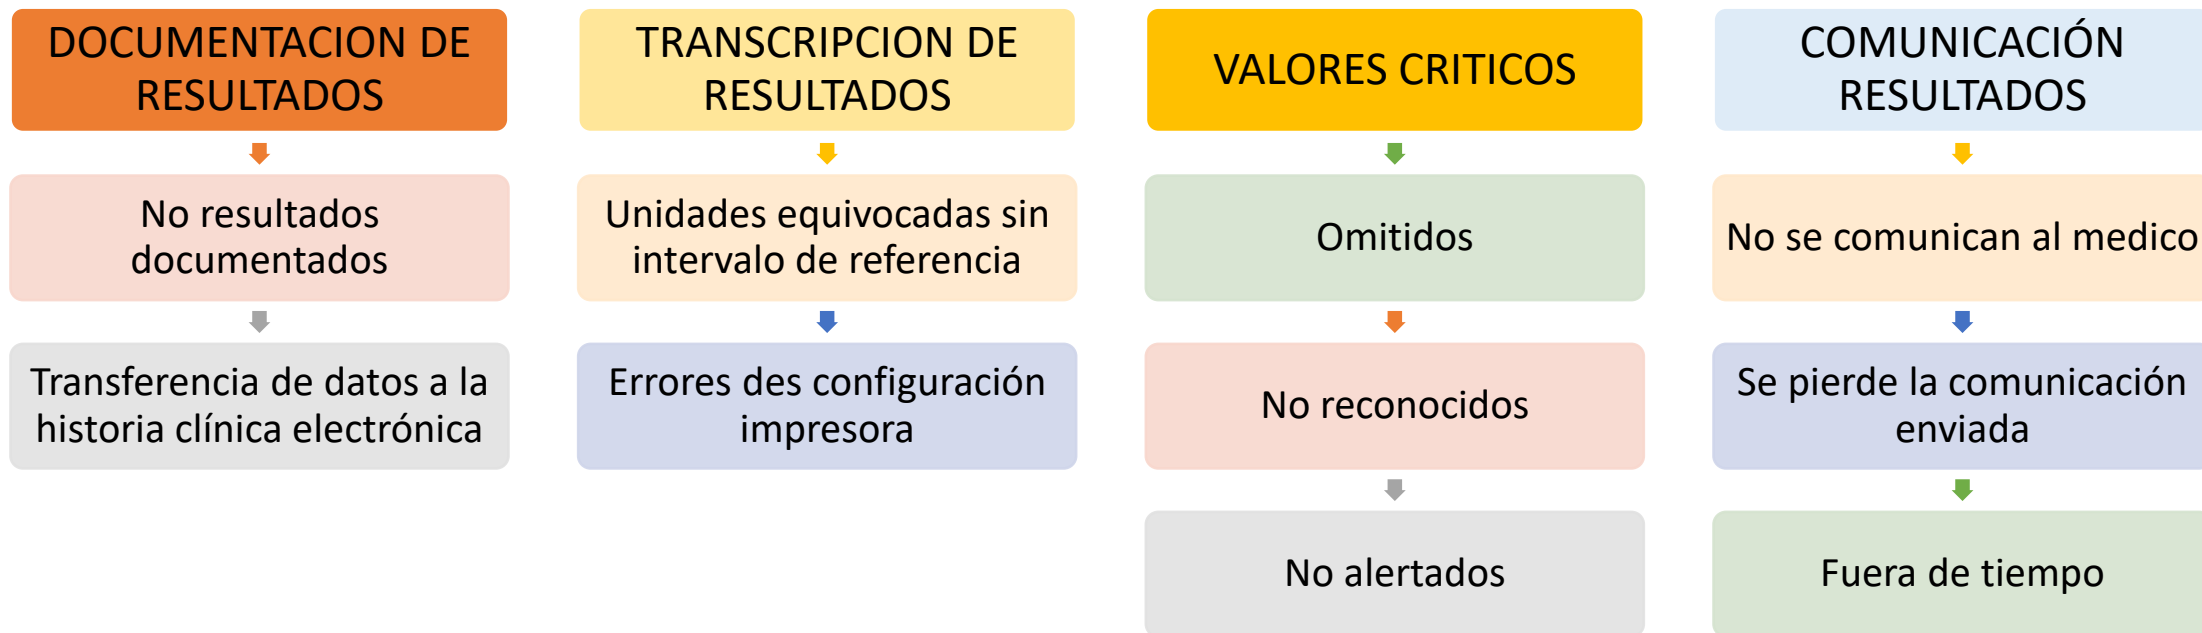 DOCUMENTACION DE
RESULTADOS
No resultados
documentados
Transferencia de datos a la
historia clínica electrónica
TRANSCRIPCION DE
RESULTADOS
Unidades equivocadas sin
intervalo de referencia
Errores des configuración
impresora
VALORES CRITICOS
Omitidos
No reconocidos
No alertados
COMUNICACIÓN
RESULTADOS
No se comunican al medico
Se pierde la comunicación
enviada
Fuera de tiempo